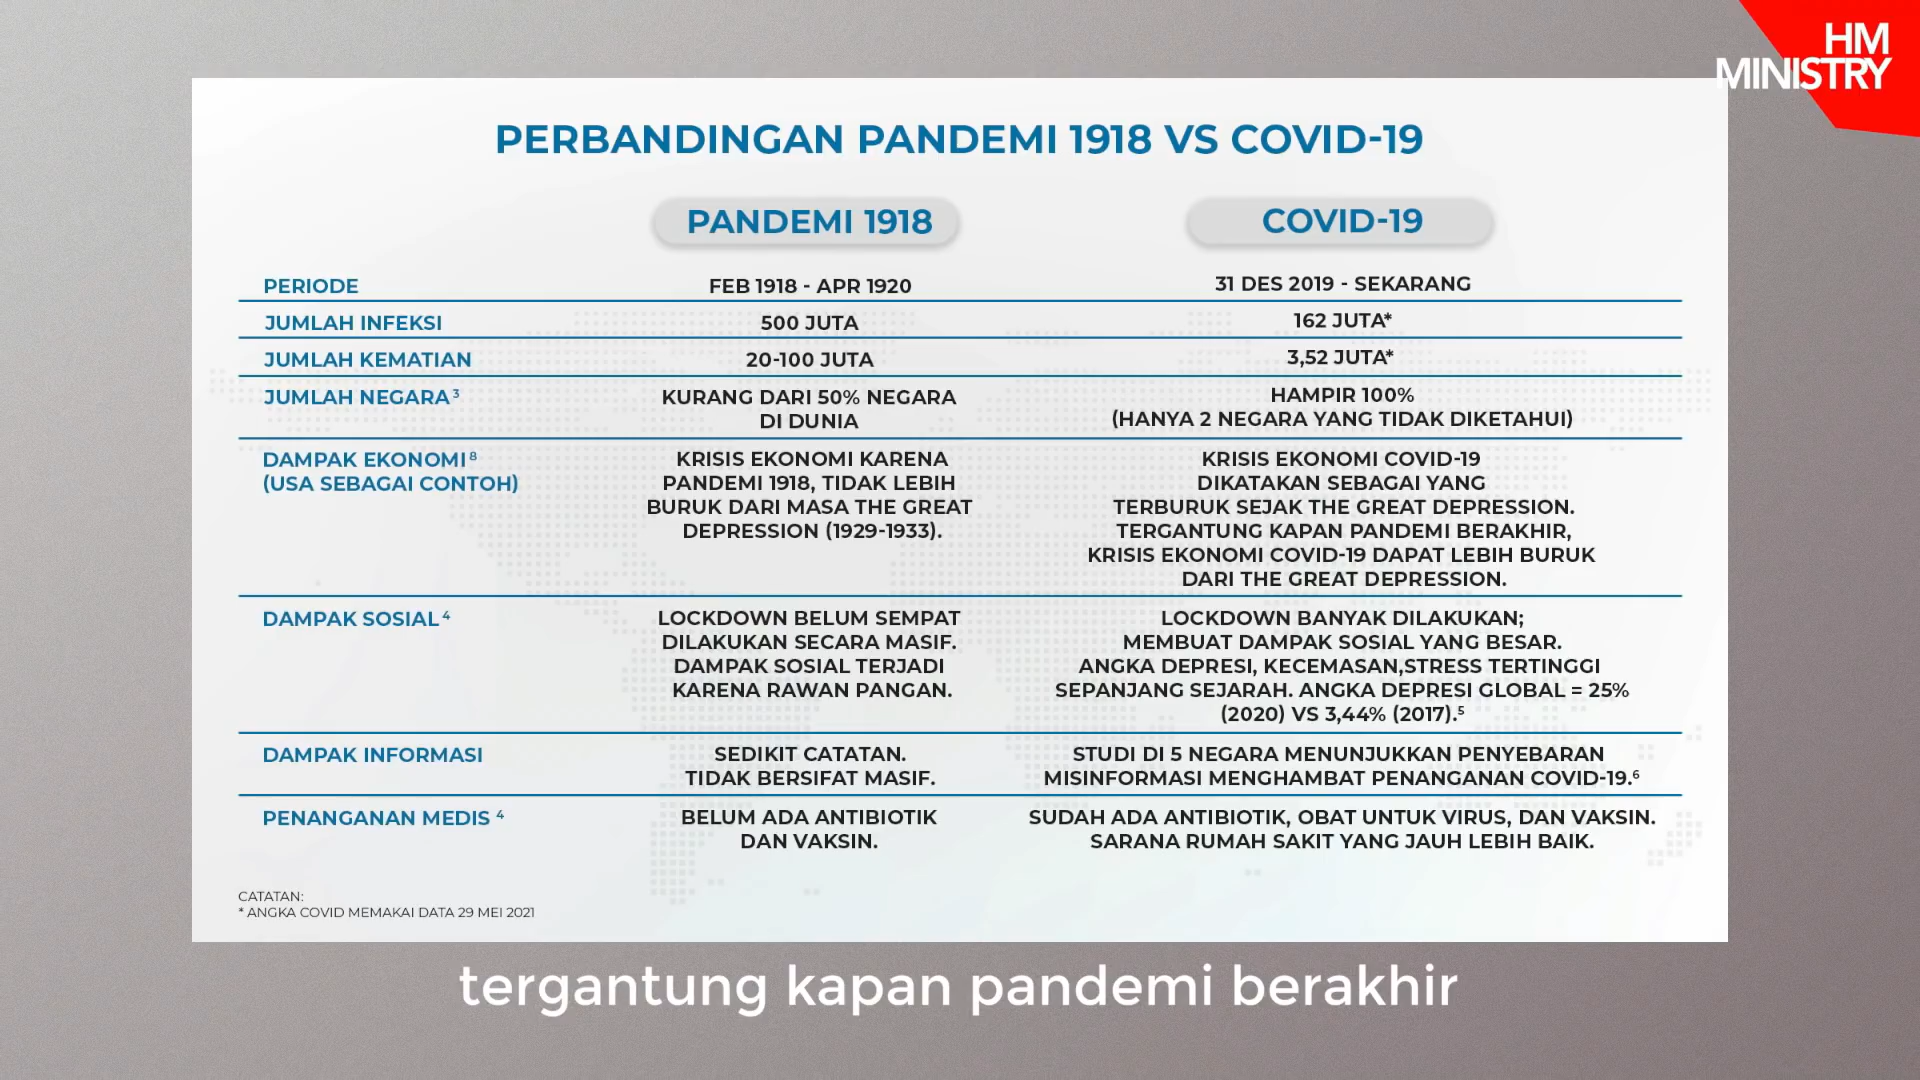 HM
MINISTRY
PERBANDINGAN PANDEMI 1918 VS COVID-19
PANDEMI 1918
COVID-19
PERIODE
FEB 1918 - APR 1920
31 DES 2019 - SEKARANG
JUMLAH INFEKSI
500 JUTA
162 JUTA*
JUMLAH KEMATIAN
20-100 JUTA
3,52 JUTA*
JUMLAH NEGARA ³
KURANG DARI 50% NEGARA
DI DUNIA
HAMPIR 100%
(HANYA 2 NEGARA YANG TIDAK DIKETAHUI)
DAMPAK EKONOMI ⁸
(USA SEBAGAI CONTOH)
KRISIS EKONOMI KARENA
PANDEMI 1918, TIDAK LEBIH
BURUK DARI MASA THE GREAT
DEPRESSION (1929-1933).
KRISIS EKONOMI COVID-19
DIKATAKAN SEBAGAI YANG
TERBURUK SEJAK THE GREAT DEPRESSION.
TERGANTUNG KAPAN PANDEMI BERAKHIR,
KRISIS EKONOMI COVID-19 DAPAT LEBIH BURUK
DARI THE GREAT DEPRESSION.
DAMPAK SOSIAL ⁴
LOCKDOWN BELUM SEMPAT
DILAKUKAN SECARA MASIF.
DAMPAK SOSIAL TERJADI
KARENA RAWAN PANGAN.
LOCKDOWN BANYAK DILAKUKAN;
MEMBUAT DAMPAK SOSIAL YANG BESAR.
ANGKA DEPRESI, KECEMASAN,STRESS TERTINGGI
SEPANJANG SEJARAH. ANGKA DEPRESI GLOBAL = 25%
(2020) VS 3,44% (2017).⁵
DAMPAK INFORMASI
SEDIKIT CATATAN.
TIDAK BERSIFAT MASIF.
STUDI DI 5 NEGARA MENUNJUKKAN PENYEBARAN
MISINFORMASI MENGHAMBAT PENANGANAN COVID-19.⁶
PENANGANAN MEDIS ⁴
BELUM ADA ANTIBIOTIK
DAN VAKSIN.
SUDAH ADA ANTIBIOTIK, OBAT UNTUK VIRUS, DAN VAKSIN.
SARANA RUMAH SAKIT YANG JAUH LEBIH BAIK.
CATATAN:
* ANGKA COVID MEMAKAI DATA 29 MEI 2021
tergantung kapan pandemi berakhir